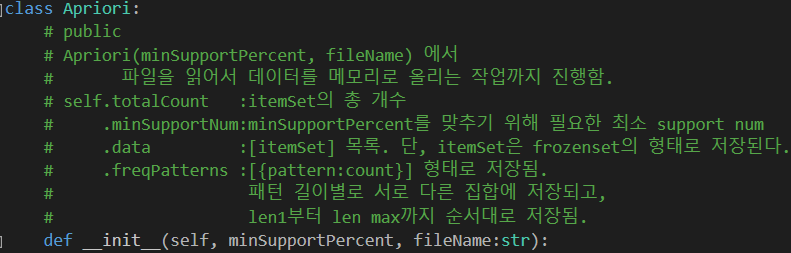 class Apriori:
# public
# Apriori(minSupportPercent, fileName) 에서
# 파일을 읽어서 데이터를 메모리로 올리는 작업까지 진행함.
# self.totalCount :itemSet의 총 개수
# .minSupportNum:minSupportPercent를 맞추기 위해 필요한 최소 support num
# .data :[itemSet] 목록. 단, itemSet은 frozenset의 형태로 저장된다.
# .freqPatterns :[{pattern:count}] 형태로 저장됨.
# 패턴 길이별로 서로 다른 집합에 저장되고,
# len1부터 len max까지 순서대로 저장됨.
def __init__(self, minSupportPercent, fileName:str):